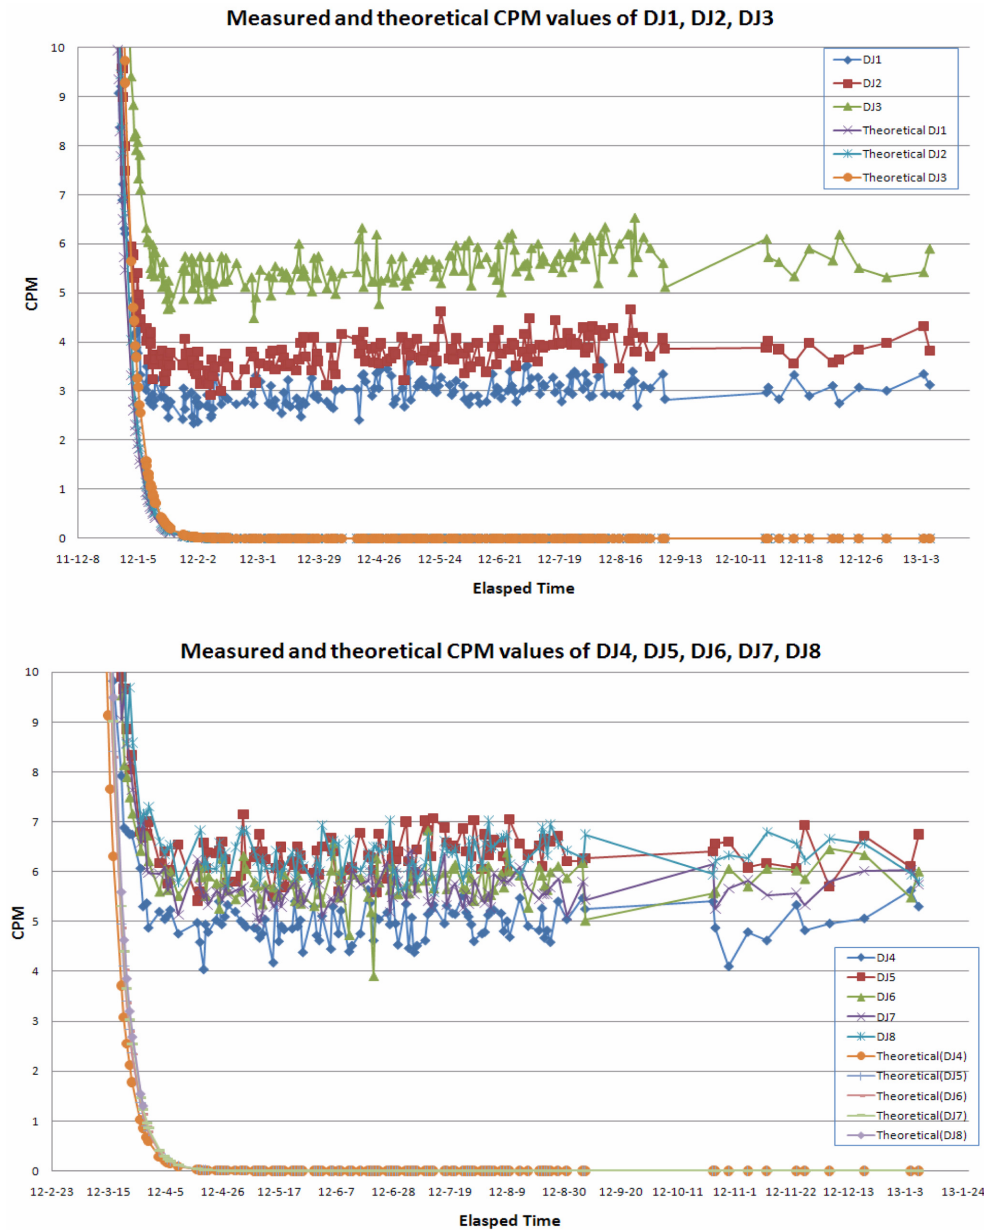 Measured and theoretical CPM values of DJ1, DJ2, DJ3
10
9
8
7
6
5
4
3
2
1
0
CPM
DJ1
DJ2
DJ3
Theoretical DJ1
Theoretical DJ2
Theoretical DJ3
11-12-8 12-1-5 12-2-2 12-3-1 12-3-29 12-4-26 12-5-24 12-6-21 12-7-19 12-8-16 12-9-13 12-10-11 12-11-8 12-12-6 13-1-3
Elasped Time
Measured and theoretical CPM values of DJ4, DJ5, DJ6, DJ7, DJ8
10
9
8
7
6
5
4
3
2
1
0
CPM
DJ4
DJ5
DJ6
DJ7
DJ8
Theoretical(DJ4)
Theoretical(DJ5)
Theoretical(DJ6)
Theoretical(DJ7)
Theoretical(DJ8)
12-2-23 12-3-15 12-4-5 12-4-26 12-5-17 12-6-7 12-6-28 12-7-19 12-8-9 12-8-30 12-9-20 12-10-11 12-11-1 12-11-22 12-12-13 13-1-3 13-1-24
Elasped Time